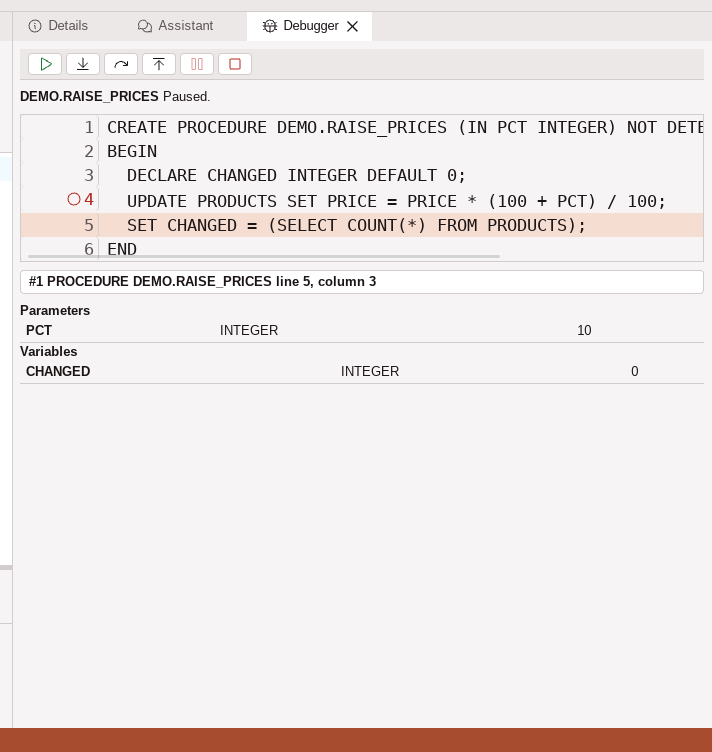 Details Assistant Debugger
DEMO.RAISE_PRICES Paused.
1 CREATE PROCEDURE DEMO.RAISE_PRICES (IN PCT INTEGER) NOT
2 BEGIN
3 DECLARE CHANGED INTEGER DEFAULT 0;
4 UPDATE PRODUCTS SET PRICE = PRICE * (100 + PCT) / 100;
5 SET CHANGED = (SELECT COUNT(*) FROM PRODUCTS);
6 END
#1 PROCEDURE DEMO.RAISE_PRICES line 5, column 3
Parameters
PCT INTEGER 10
Variables
CHANGED INTEGER 0